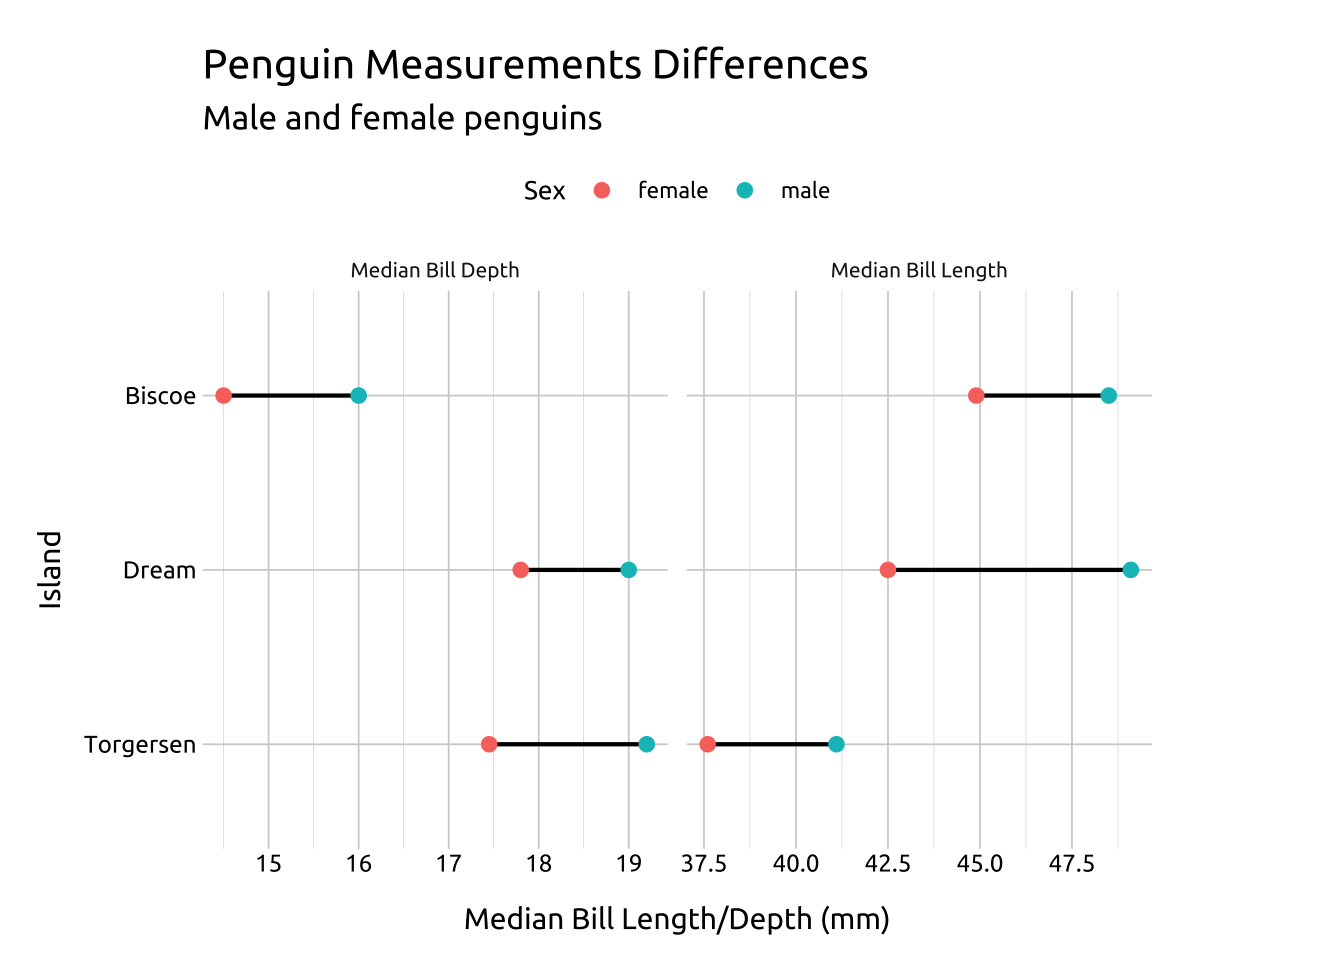 Penguin Measurements Differences
Male and female penguins
Sex female male
Median Bill Depth Median Bill Length
Biscoe
Dream
Torgersen
Island
15 16 17 18 19 37.5 40.0 42.5 45.0 47.5
Median Bill Length/Depth (mm)